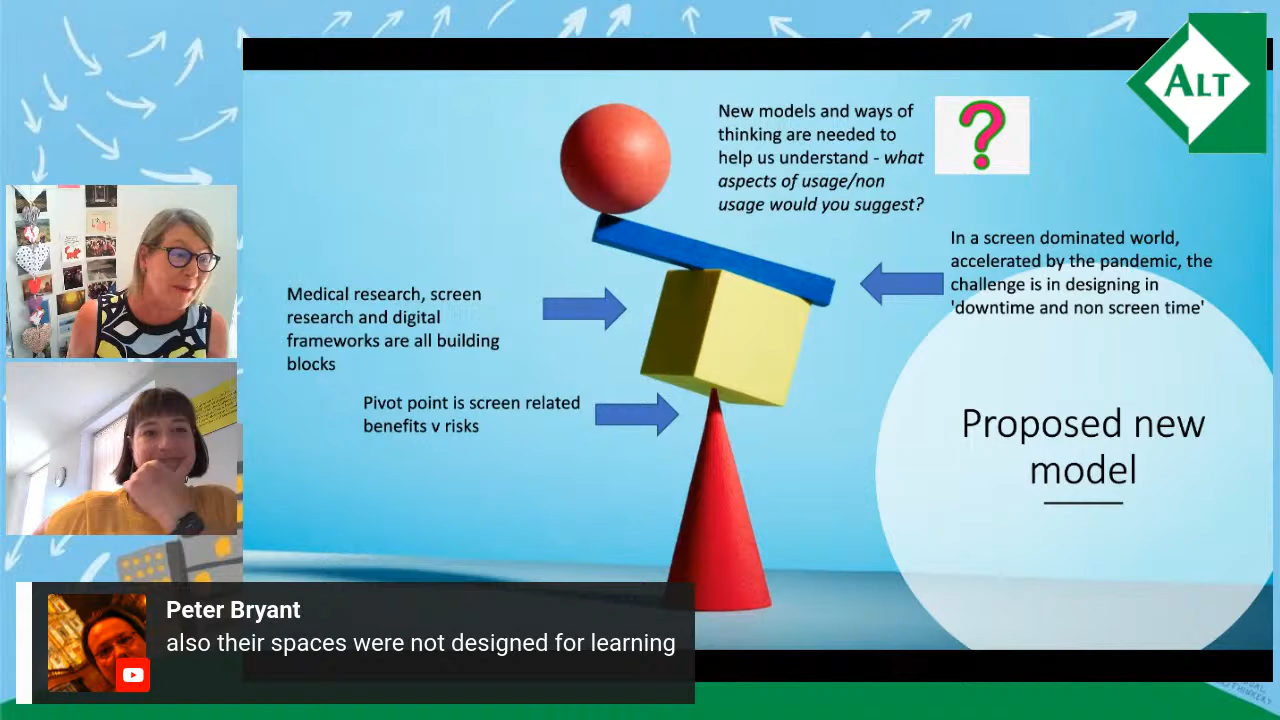 ALT
New models and ways of
thinking are needed to
help us understand - what
aspects of usage/non
usage would you suggest?
?
In a screen dominated world,
accelerated by the pandemic, the
challenge is in designing in
'downtime and non screen time'
Medical research, screen
research and digital
frameworks are all building
blocks
Pivot point is screen related
benefits v risks
Proposed new
model
Peter Bryant
also their spaces were not designed for learning